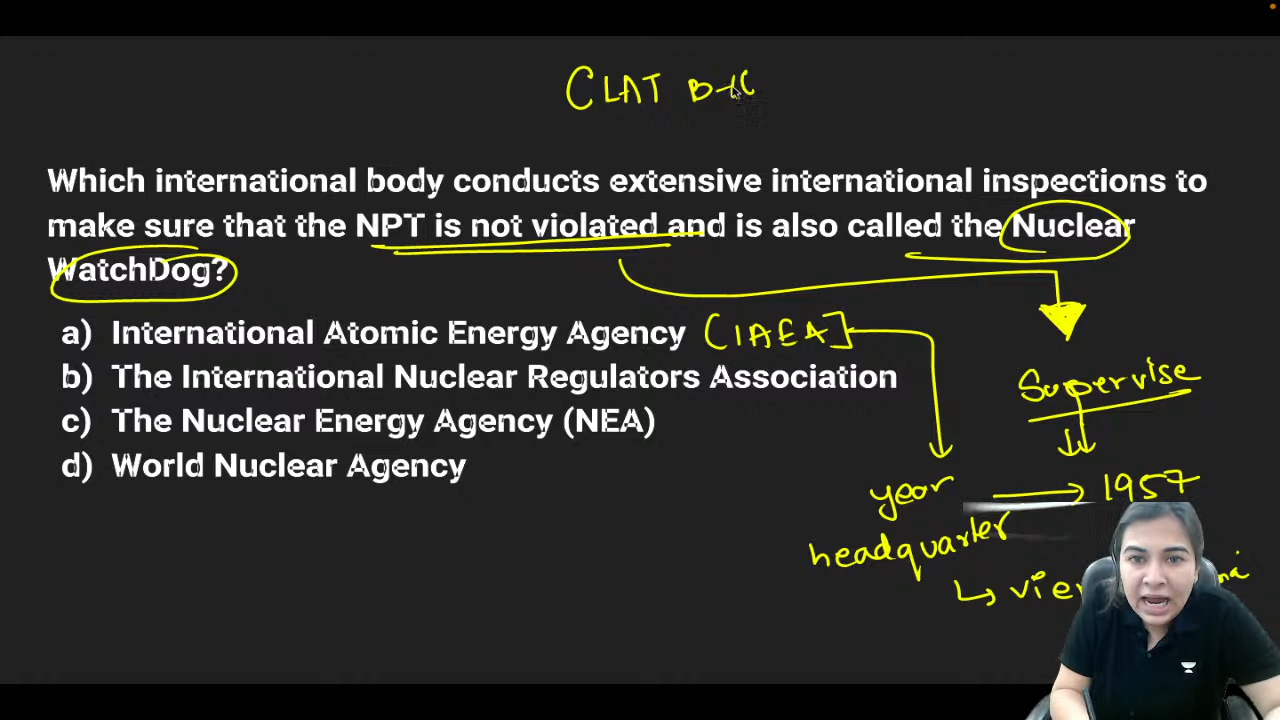 CLAT
Which international body conducts extensive international inspections to
make sure that the NPT is not violated and is also called the Nuclear
WatchDog?
a) International Atomic Energy Agency (IAEA]
b) The International Nuclear Regulators Association
c) The Nuclear Energy Agency (NEA)
d) World Nuclear Agency
Supervise
year → 1957
headquarter